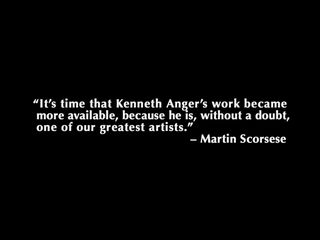 “It’s time that Kenneth Anger’s work became
more available, because he is, without a doubt,
one of our greatest artists.”
– Martin Scorsese